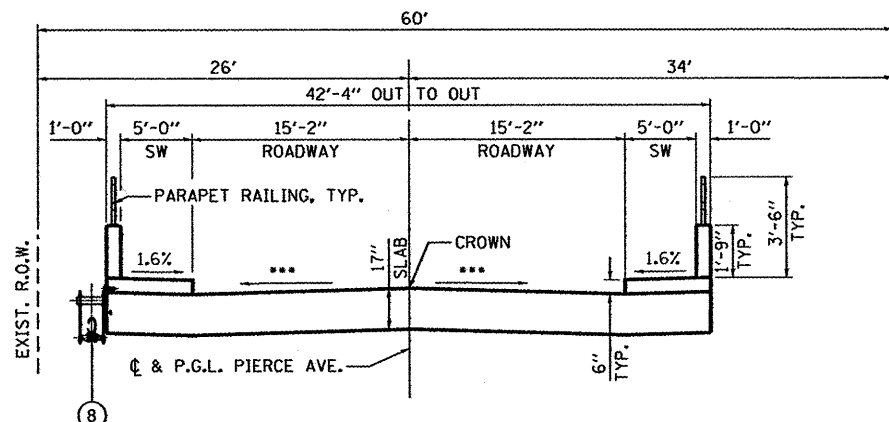 60'
26'
34'
42'-4" OUT TO OUT
1'-0"
5'-0"
SW
15'-2"
ROADWAY
15'-2"
ROADWAY
5'-0"
SW
1'-0"
PARAPET RAILING, TYP.
CROWN
17"
SLAB
1.6%
***
***
1.6%
1'-9"
TYP.
3'-6"
TYP.
EXIST. R.O.W.
℄ & P.G.L. PIERCE AVE.
6"
TYP.
8